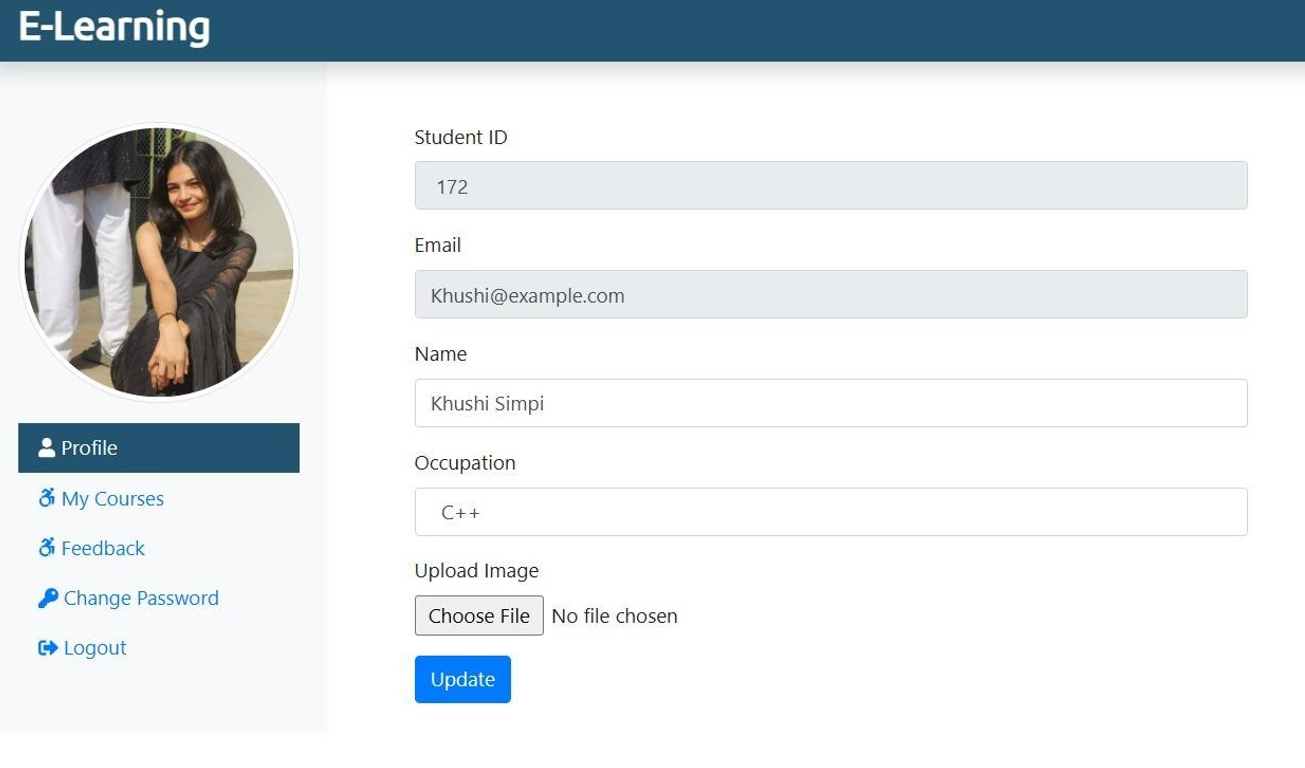 E-Learning
Profile
My Courses
Feedback
Change Password
Logout
Student ID
172
Email
Khushi@example.com
Name
Khushi Simpi
Occupation
C++
Upload Image
Choose File No file chosen
Update